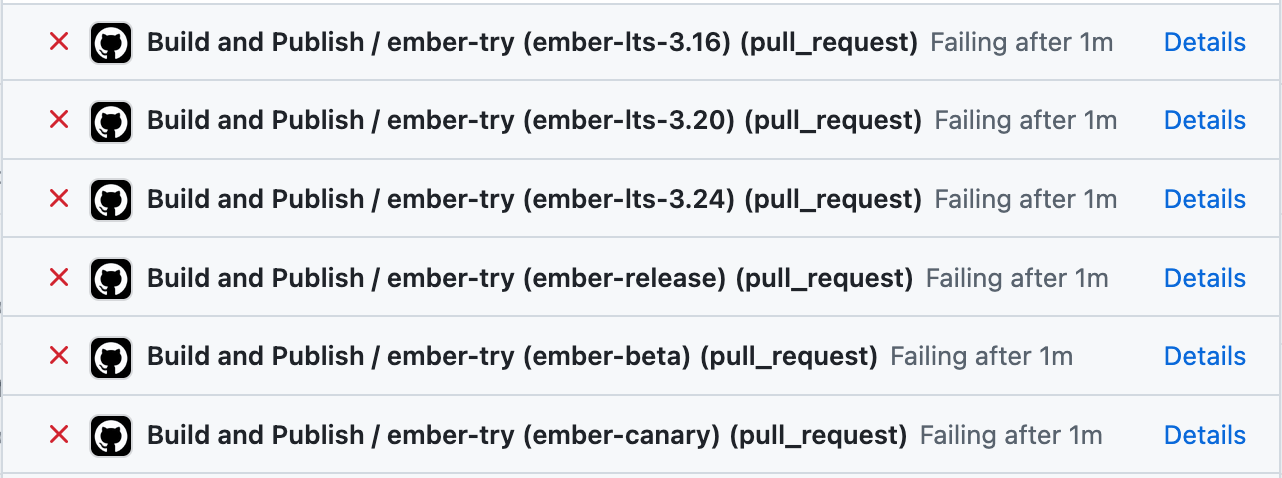 Build and Publish / ember-try (ember-lts-3.16) (pull_request) Failing after 1m Details
Build and Publish / ember-try (ember-lts-3.20) (pull_request) Failing after 1m Details
Build and Publish / ember-try (ember-lts-3.24) (pull_request) Failing after 1m Details
Build and Publish / ember-try (ember-release) (pull_request) Failing after 1m Details
Build and Publish / ember-try (ember-beta) (pull_request) Failing after 1m Details
Build and Publish / ember-try (ember-canary) (pull_request) Failing after 1m Details